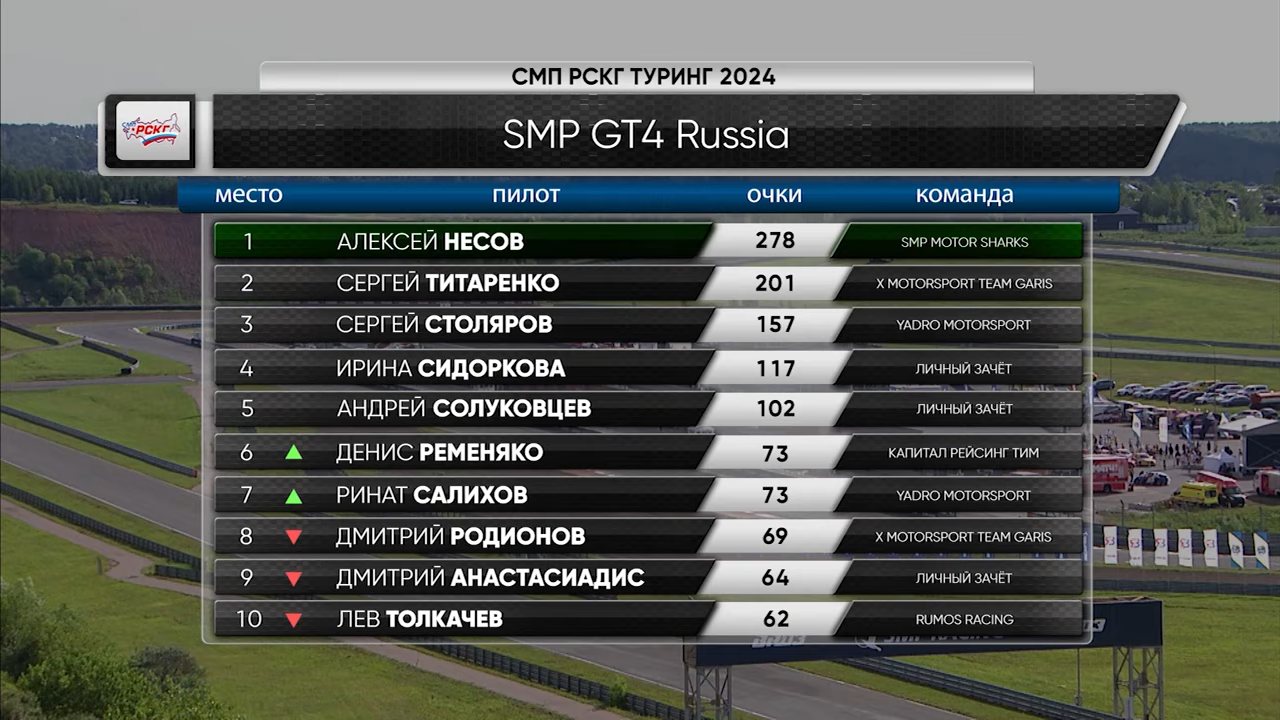 СМП РСКГ ТУРИНГ 2024
РСКГ
SMP GT4 Russia
место пилот очки команда
1 АЛЕКСЕЙ НЕСОВ 278 SMP MOTOR SHARKS
2 СЕРГЕЙ ТИТАРЕНКО 201 X MOTORSPORT TEAM GARIS
3 СЕРГЕЙ СТОЛЯРОВ 157 YADRO MOTORSPORT
4 ИРИНА СИДОРКОВА 117 ЛИЧНЫЙ ЗАЧЁТ
5 АНДРЕЙ СОЛУКОВЦЕВ 102 ЛИЧНЫЙ ЗАЧЁТ
6 ДЕНИС РЕМЕНЯКО 73 КАПИТАЛ РЕЙСИНГ ТИМ
7 РИНАТ САЛИХОВ 73 YADRO MOTORSPORT
8 ДМИТРИЙ РОДИОНОВ 69 X MOTORSPORT TEAM GARIS
9 ДМИТРИЙ АНАСТАСИАДИС 64 ЛИЧНЫЙ ЗАЧЁТ
10 ЛЕВ ТОЛКАЧЕВ 62 RUMOS RACING
SMP RACING